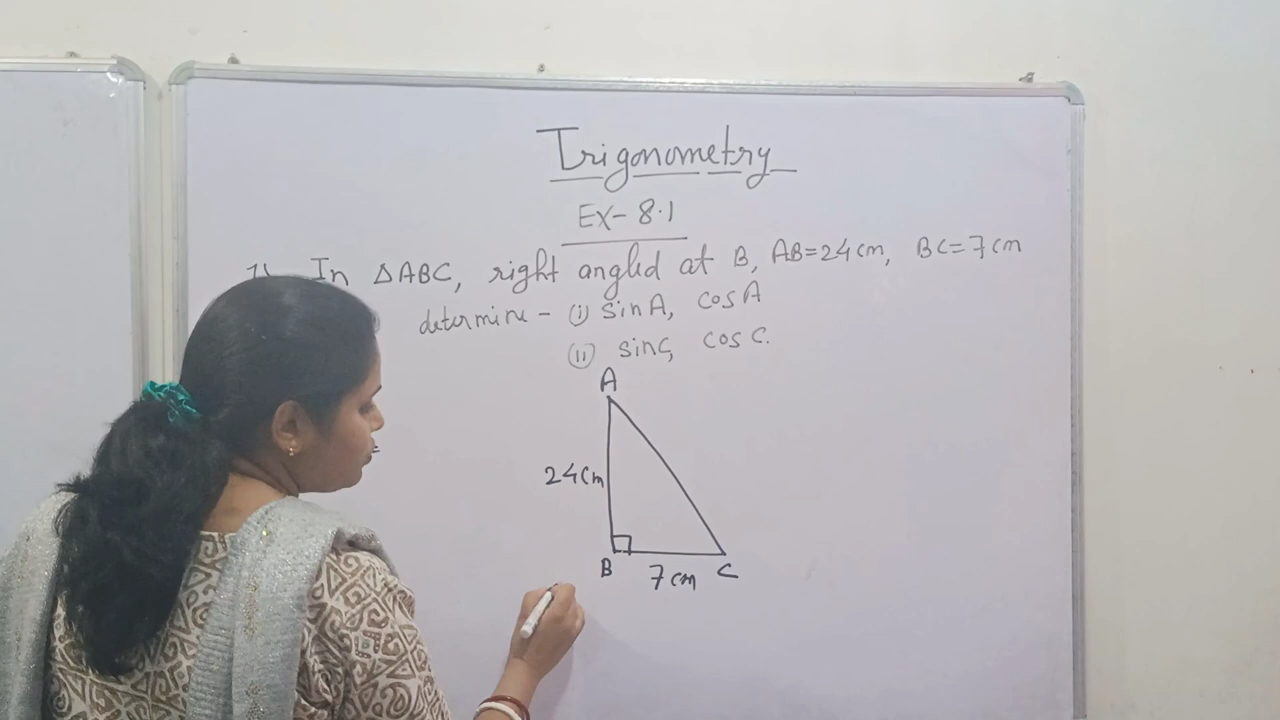 Trigonometry
EX- 8.1
In △ABC, right angled at B, AB=24cm, BC=7cm
determine - (i) sinA, cosA
(ii) sinC, cosC.
A
24cm
B
7cm
C